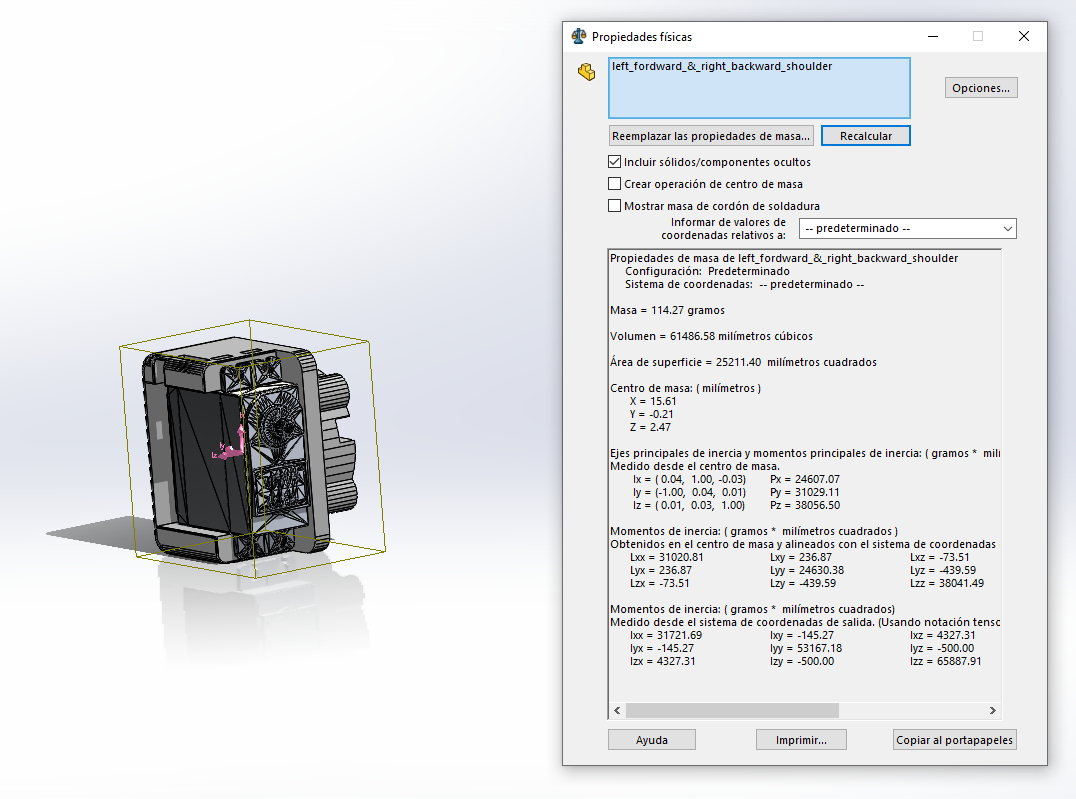 Propiedades físicas
left_fordward_&_right_backward_shoulder
Opciones...
Reemplazar las propiedades de masa...
Recalcular
Incluir sólidos/componentes ocultos
Crear operación de centro de masa
Mostrar masa de cordón de soldadura
Informar de valores de
coordenadas relativos a:
-- predeterminado --
Propiedades de masa de left_fordward_&_right_backward_shoulder
Configuración: Predeterminado
Sistema de coordenadas: -- predeterminado --
Masa = 114.27 gramos
Volumen = 61486.58 milímetros cúbicos
Área de superficie = 25211.40 milímetros cuadrados
Centro de masa: ( milímetros )
X = 15.61
Y = -0.21
Z = 2.47
Ejes principales de inercia y momentos principales de inercia: ( gramos * mili
Medido desde el centro de masa.
Ix = ( 0.04, 1.00, -0.03) Px = 24607.07
Iy = (-1.00, 0.04, 0.01) Py = 31029.11
Iz = ( 0.01, 0.03, 1.00) Pz = 38056.50
Momentos de inercia: ( gramos * milímetros cuadrados )
Obtenidos en el centro de masa y alineados con el sistema de coordenadas
Lxx = 31020.81 Lxy = 236.87 Lxz = -73.51
Lyx = 236.87 Lyy = 24630.38 Lyz = -439.59
Lzx = -73.51 Lzy = -439.59 Lzz = 38041.49
Momentos de inercia: ( gramos * milímetros cuadrados)
Medido desde el sistema de coordenadas de salida. (Usando notación tenso
Ixx = 31721.69 Ixy = -145.27 Ixz = 4327.31
Iyx = -145.27 Iyy = 53167.18 Iyz = -500.00
Izx = 4327.31 Izy = -500.00 Izz = 65887.91
Ayuda
Imprimir...
Copiar al portapapeles
Iy
Iz